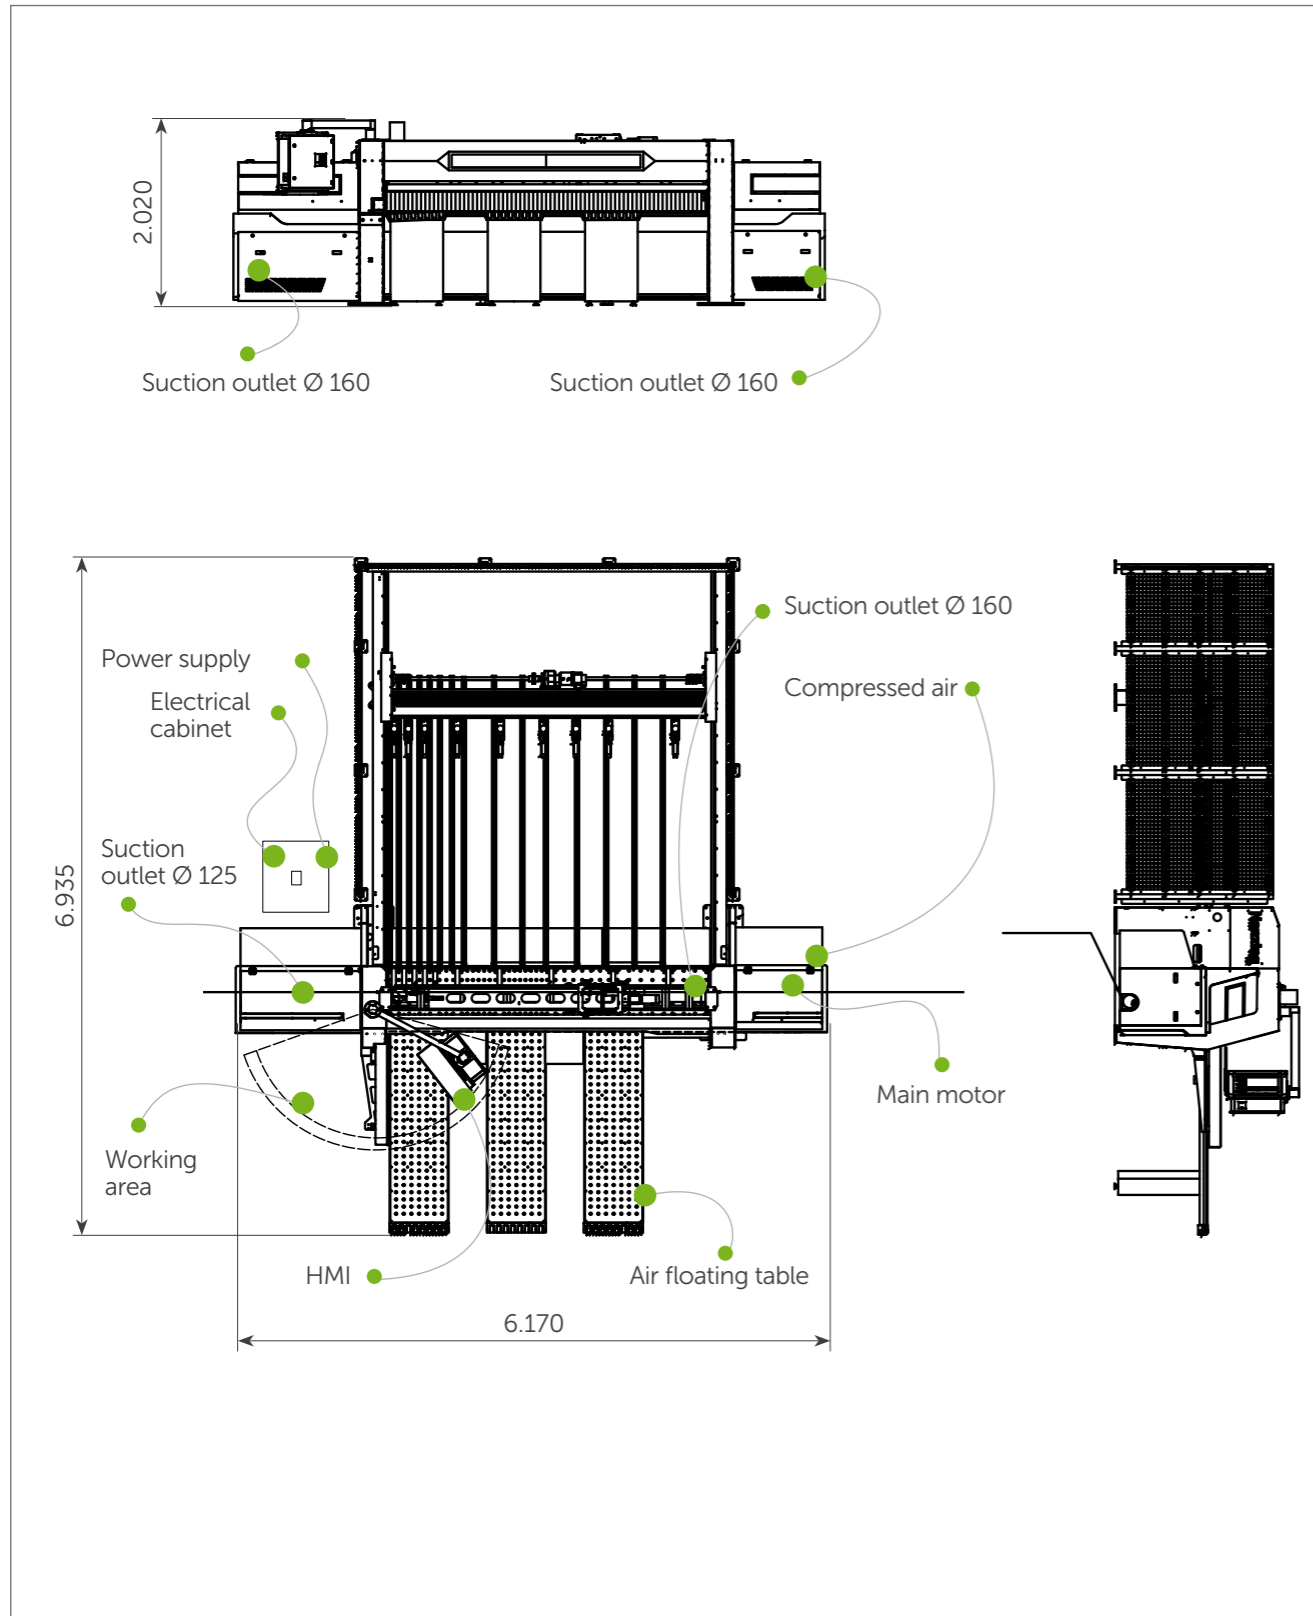 2.020
Suction outlet Ø 160
Suction outlet Ø 160
Suction outlet Ø 160
Power supply
Compressed air
Electrical
cabinet
Suction
outlet Ø 125
6.935
Main motor
Working
area
HMI
Air floating table
6.170